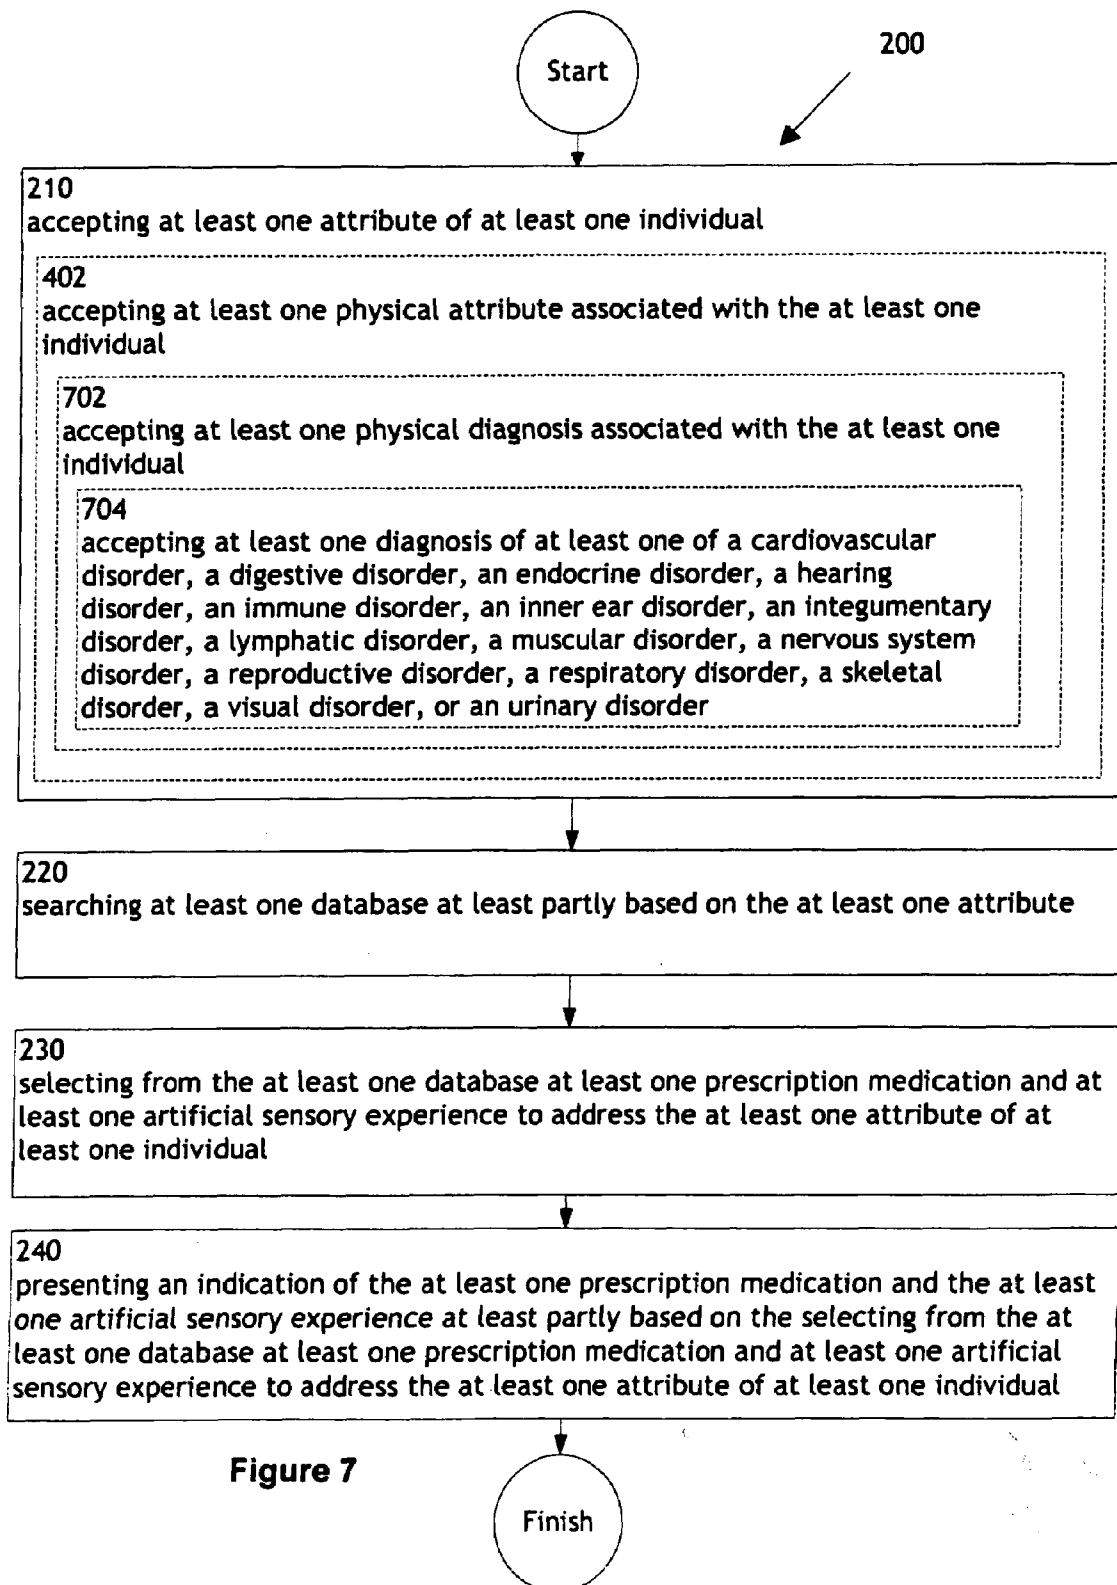 Start
200
210
accepting at least one attribute of at least one individual
402
accepting at least one physical attribute associated with the at least one
individual
702
accepting at least one physical diagnosis associated with the at least one
individual
704
accepting at least one diagnosis of at least one of a cardiovascular
disorder, a digestive disorder, an endocrine disorder, a hearing
disorder, an immune disorder, an inner ear disorder, an integumentary
disorder, a lymphatic disorder, a muscular disorder, a nervous system
disorder, a reproductive disorder, a respiratory disorder, a skeletal
disorder, a visual disorder, or an urinary disorder
220
searching at least one database at least partly based on the at least one attribute
230
selecting from the at least one database at least one prescription medication and at
least one artificial sensory experience to address the at least one attribute of at
least one individual
240
presenting an indication of the at least one prescription medication and the at least
one artificial sensory experience at least partly based on the selecting from the at
least one database at least one prescription medication and at least one artificial
sensory experience to address the at least one attribute of at least one individual
Figure 7
Finish